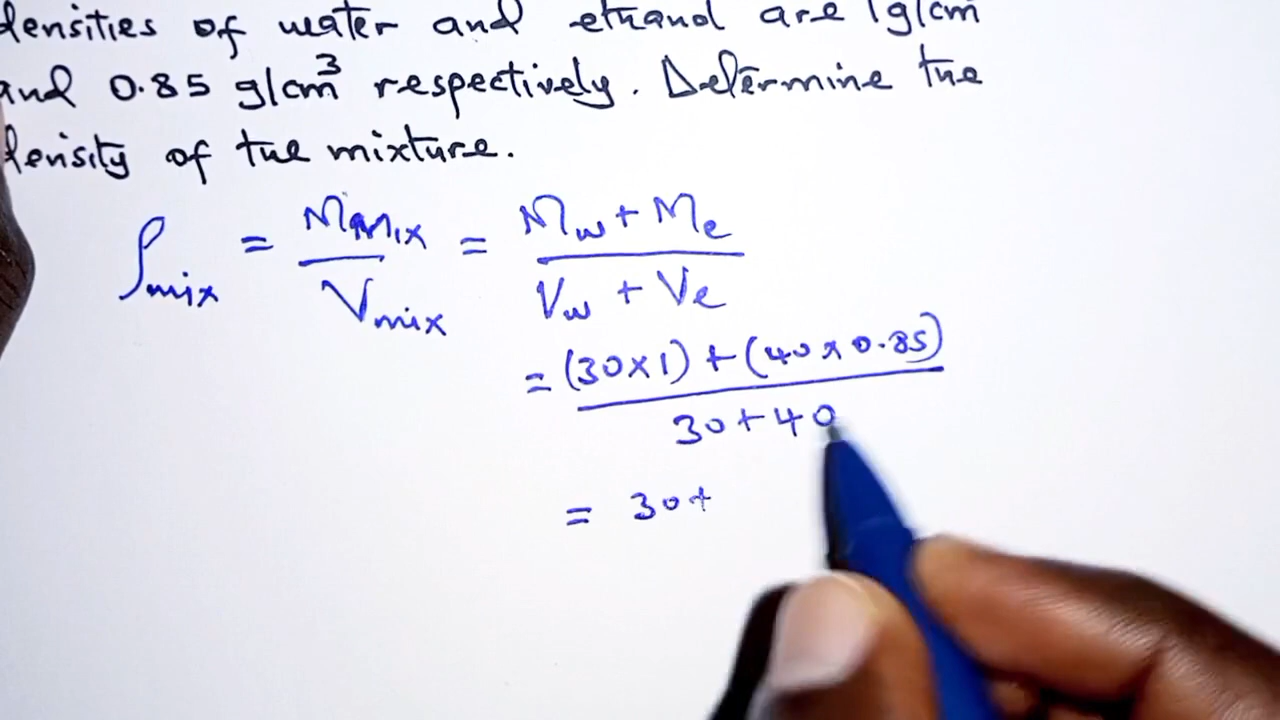 densities of water and ethanol are 1g/cm
and 0.85 g/cm³ respectively. Determine the
density of the mixture.
ρmix = Mmix / Vmix = Mw + Me / Vw + Ve
= (30×1) + (40×0.85) / 30+40
= 30+